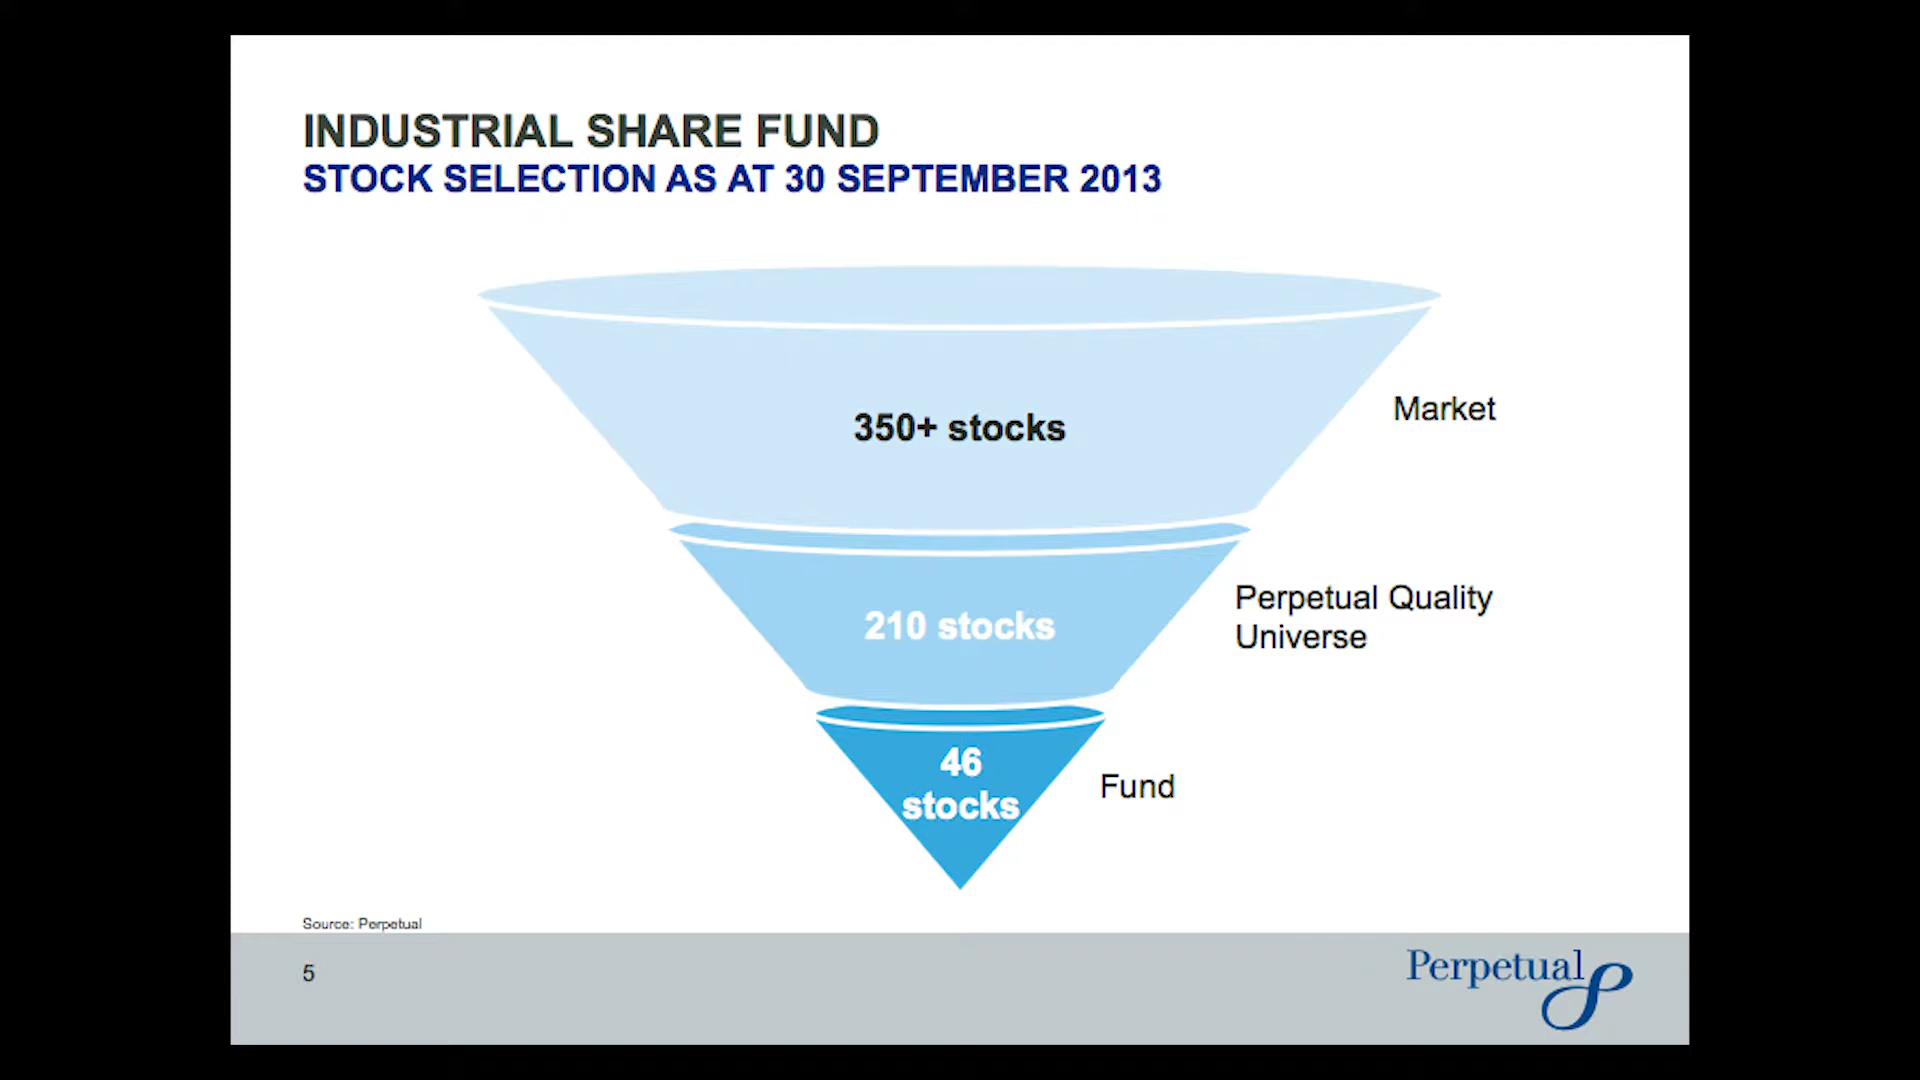 INDUSTRIAL SHARE FUND
STOCK SELECTION AS AT 30 SEPTEMBER 2013
350+ stocks
Market
210 stocks
Perpetual Quality
Universe
46
stocks
Fund
Source: Perpetual
5
Perpetual